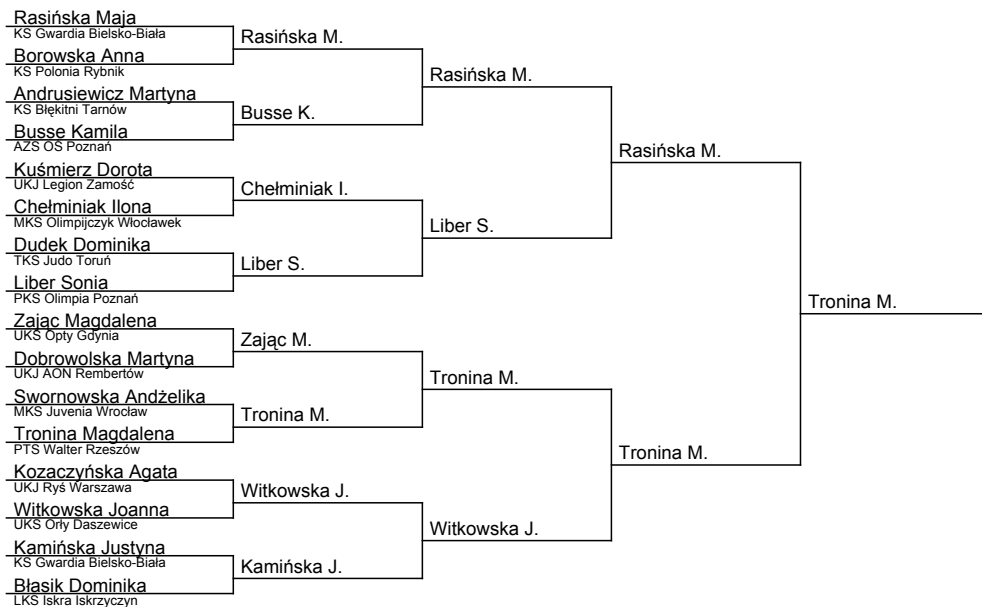 Rasińska Maja
KS Gwardia Bielsko-Biała
Borowska Anna
KS Polonia Rybnik
Andrusiewicz Martyna
KS Błękitni Tarnów
Busse Kamila
AZS OŚ Poznań
Kuśmierz Dorota
UKJ Legion Zamość
Chełminiak Ilona
MKS Olimpijczyk Włocławek
Dudek Dominika
TKS Judo Toruń
Liber Sonia
PKS Olimpia Poznań
Zając Magdalena
UKS Opty Gdynia
Dobrowolska Martyna
UKJ AON Rembertów
Swornowska Andżelika
MKS Juvenia Wrocław
Tronina Magdalena
PTS Walter Rzeszów
Kozaczyńska Agata
UKJ Ryś Warszawa
Witkowska Joanna
UKS Orły Daszewice
Kamińska Justyna
KS Gwardia Bielsko-Biała
Błasik Dominika
LKS Iskra Iskrzyczyn
Rasińska M.
Busse K.
Chełminiak I.
Liber S.
Zając M.
Tronina M.
Witkowska J.
Kamińska J.
Rasińska M.
Liber S.
Tronina M.
Witkowska J.
Rasińska M.
Tronina M.
Tronina M.